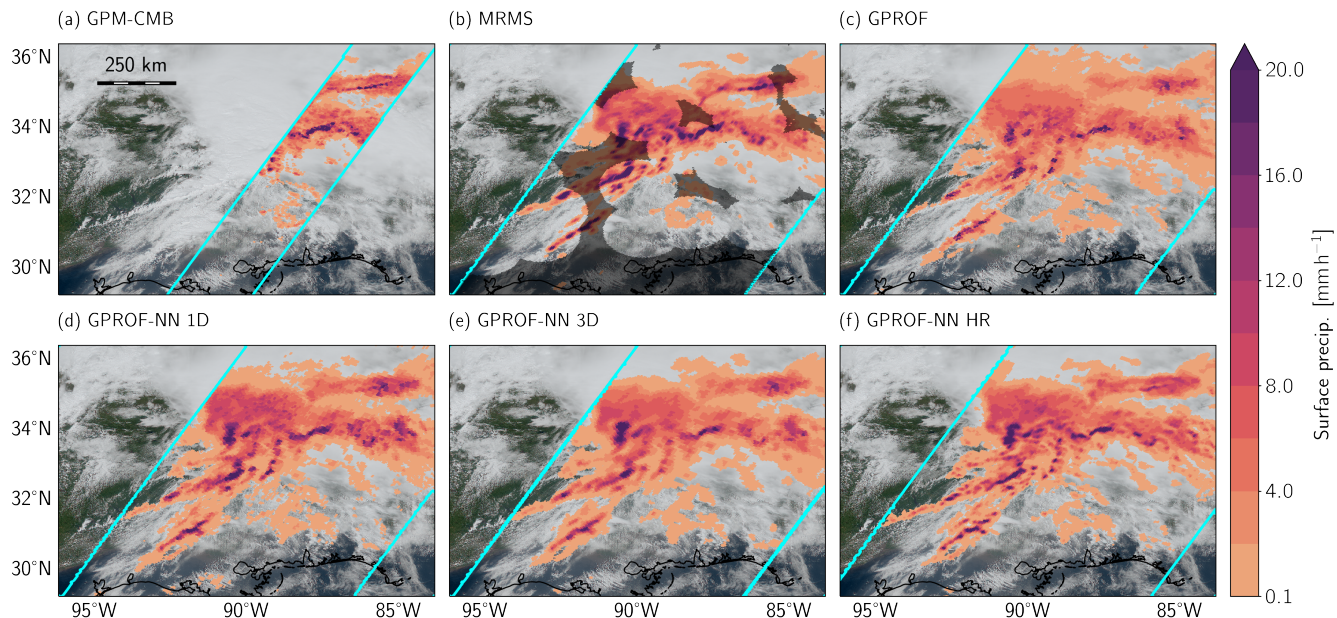 (a) GPM-CMB
(b) MRMS
(c) GPROF
36°N
34°N
32°N
30°N
250 km
20.0
16.0
12.0
8.0
4.0
0.1
Surface precip. [mmh−1]
(d) GPROF-NN 1D
(e) GPROF-NN 3D
(f) GPROF-NN HR
36°N
34°N
32°N
30°N
95°W 90°W 85°W
95°W 90°W 85°W
95°W 90°W 85°W